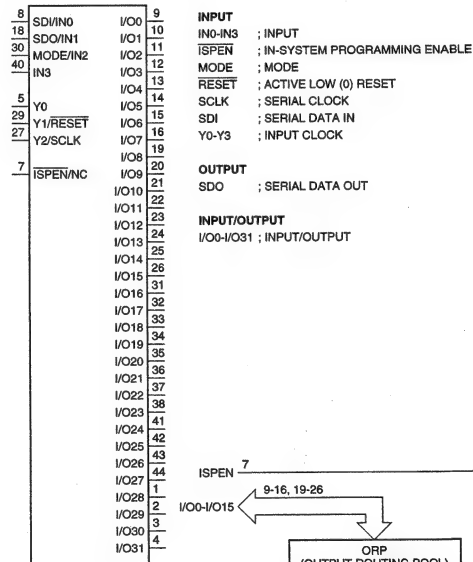 8 SDI/IN0 I/O0 9
18 SDO/IN1 I/O1 10
30 MODE/IN2 I/O2 11
40 IN3 I/O3 12
I/O4 13
5 Y0 I/O5 14
29 Y1/RESET I/O6 15
27 Y2/SCLK I/O7 16
I/O8 19
7 ISPEN/NC I/O9 20
I/O10 21
I/O11 22
I/O12 23
I/O13 24
I/O14 25
I/O15 26
I/O16 31
I/O17 32
I/O18 33
I/O19 34
I/O20 35
I/O21 36
I/O22 37
I/O23 38
I/O24 41
I/O25 42
I/O26 43
I/O27 44
I/O28 1
I/O29 2
I/O30 3
I/O31 4
INPUT
IN0-IN3 ; INPUT
ISPEN ; IN-SYSTEM PROGRAMMING ENABLE
MODE ; MODE
RESET ; ACTIVE LOW (0) RESET
SCLK ; SERIAL CLOCK
SDI ; SERIAL DATA IN
Y0-Y3 ; INPUT CLOCK
OUTPUT
SDO ; SERIAL DATA OUT
INPUT/OUTPUT
I/O0-I/O31 ; INPUT/OUTPUT
ISPEN 7
I/O0-I/O15 9-16, 19-26
ORP
(OUTPUT ROUTING POOL)